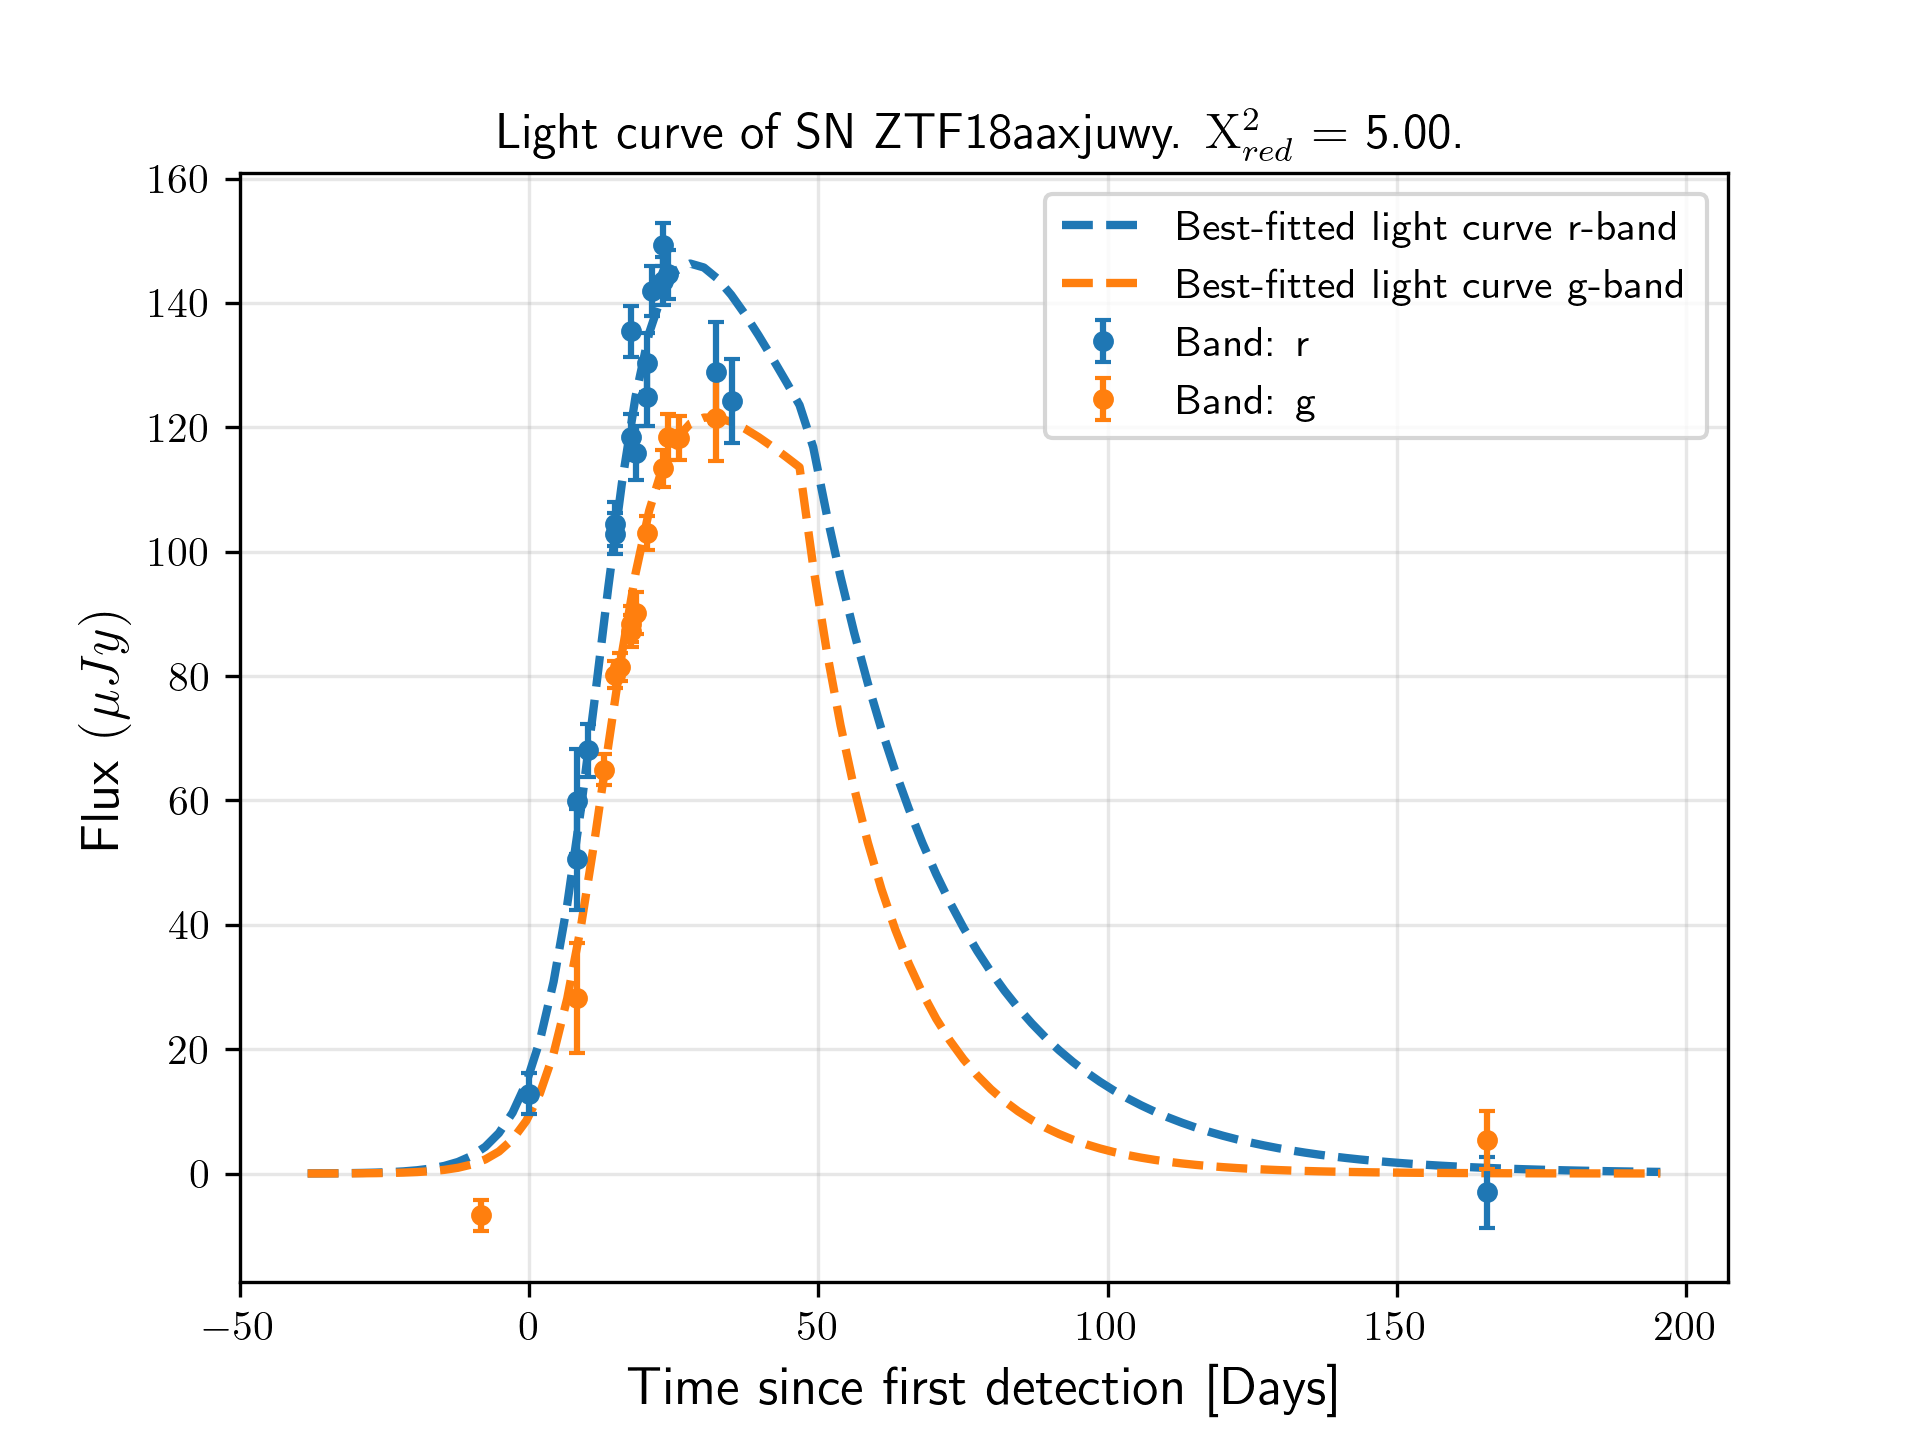 Light curve of SN ZTF18aaxjuwy. X²_red = 5.00.
160
140
120
100
80
60
40
20
0
Flux (μJy)
Best-fitted light curve r-band
Best-fitted light curve g-band
Band: r
Band: g
−50 0 50 100 150 200
Time since first detection [Days]